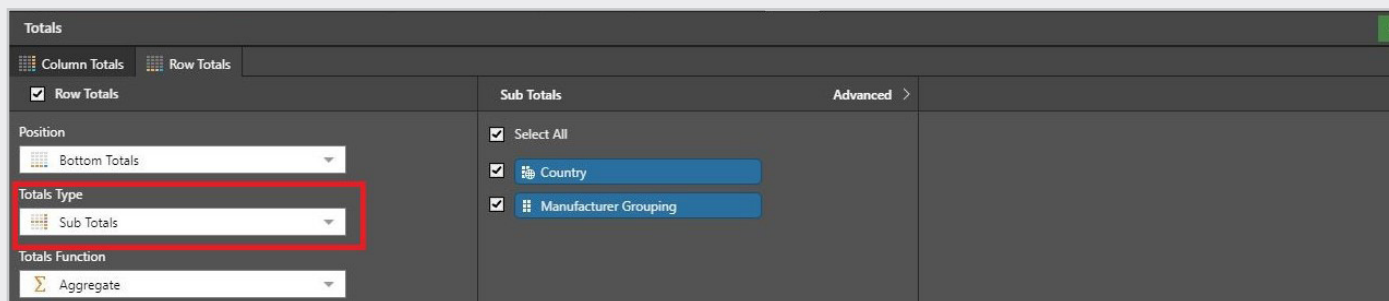 Totals
Column Totals Row Totals
Row Totals Sub Totals Advanced >
Position Select All
Bottom Totals
Country
Totals Type
Manufacturer Grouping
Sub Totals
Totals Function
Σ Aggregate